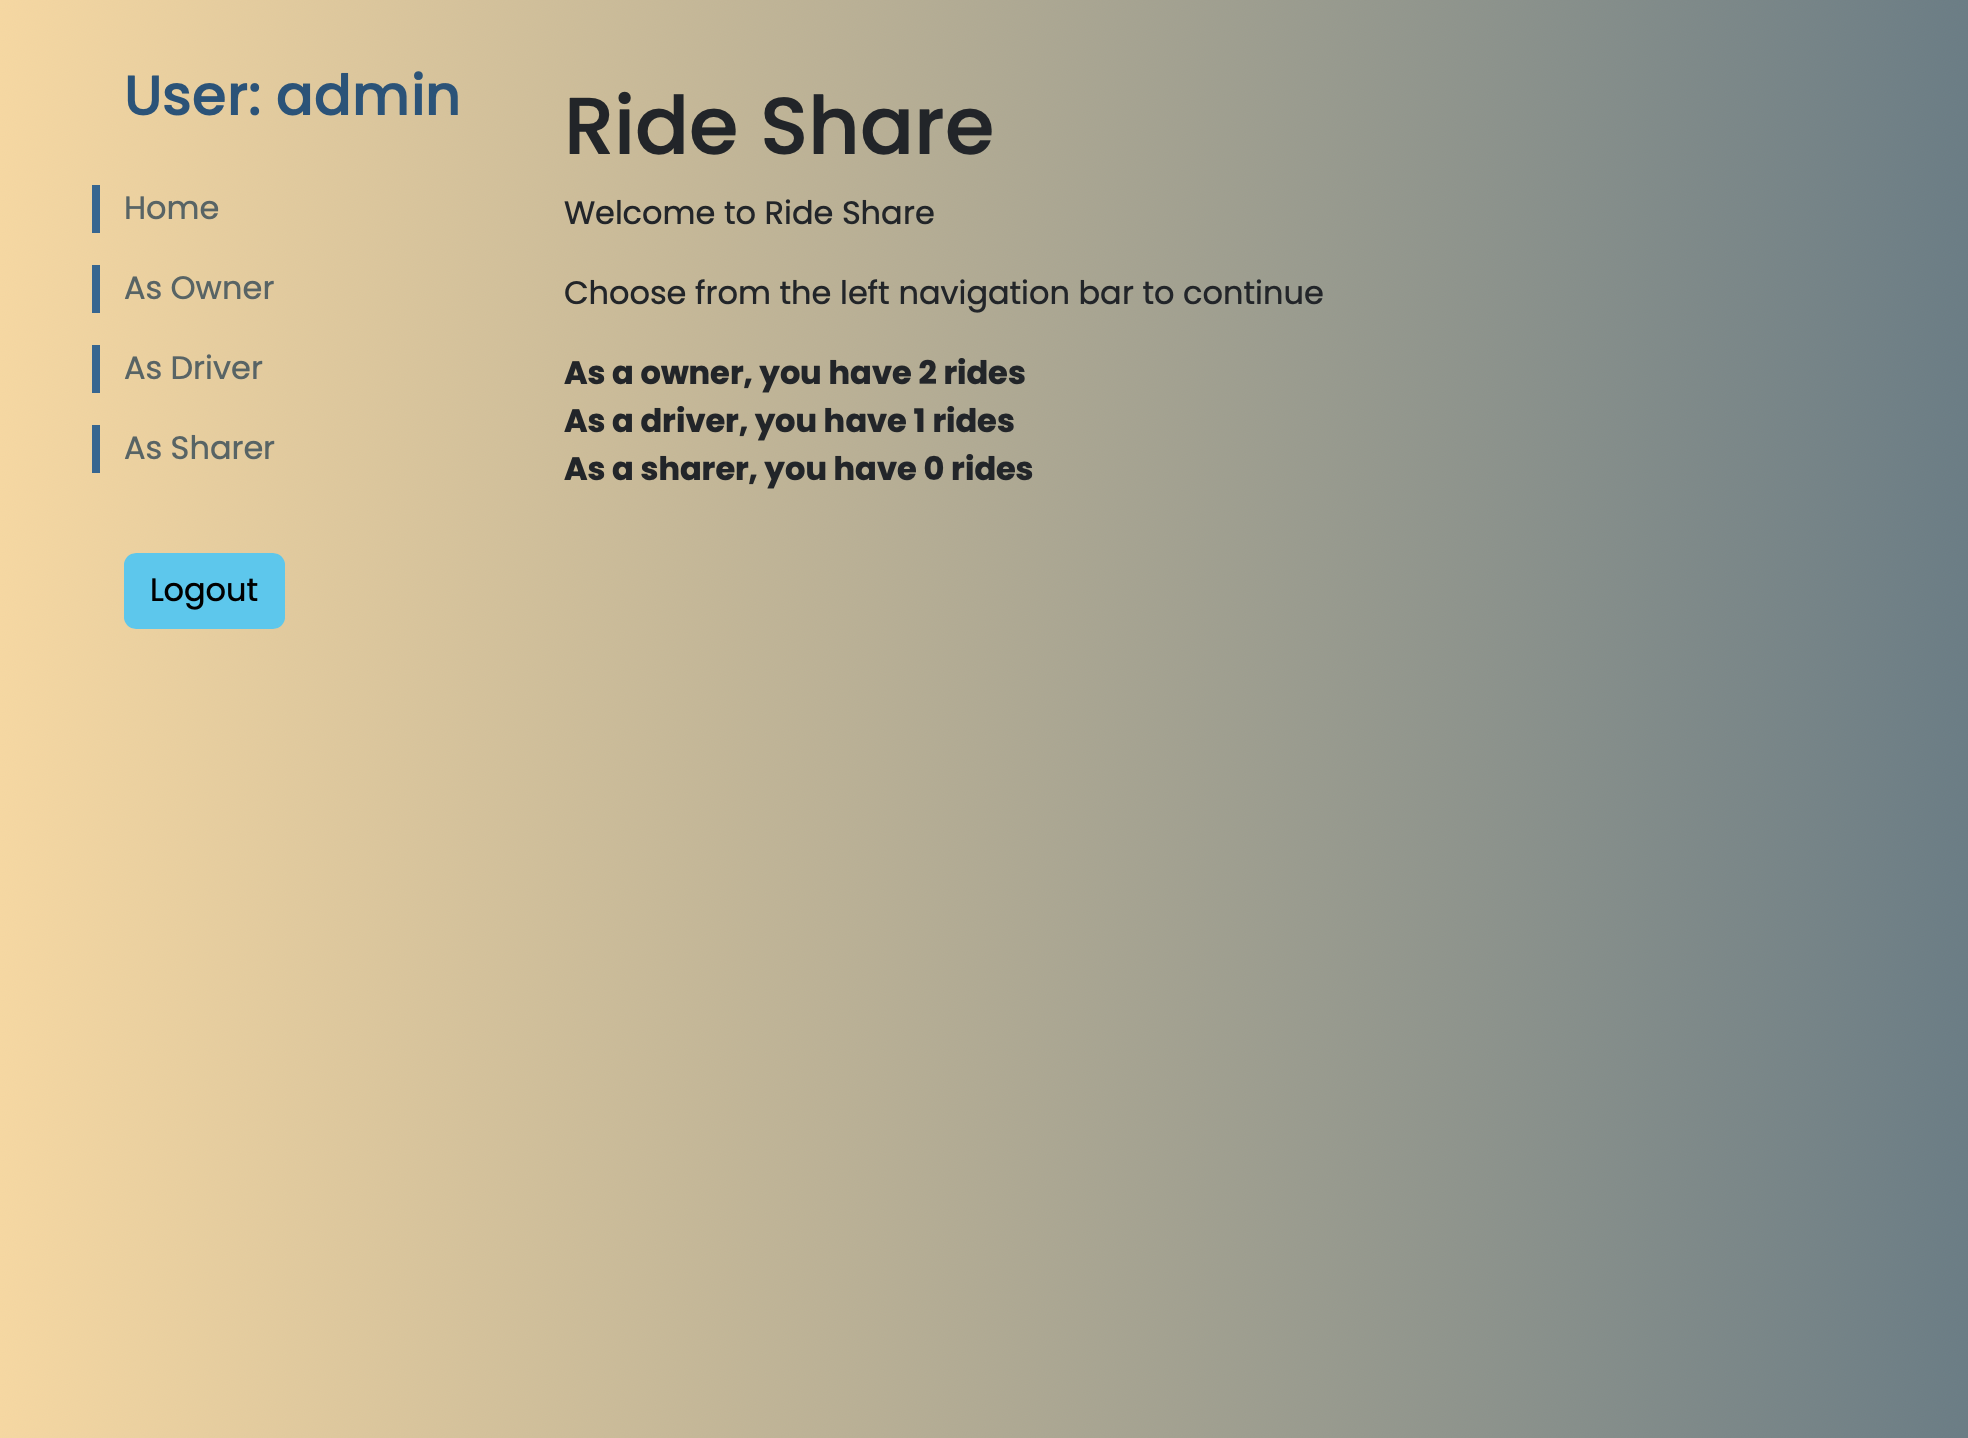 User: admin
Home
As Owner
As Driver
As Sharer
Logout
Ride Share
Welcome to Ride Share
Choose from the left navigation bar to continue
As a owner, you have 2 rides
As a driver, you have 1 rides
As a sharer, you have 0 rides